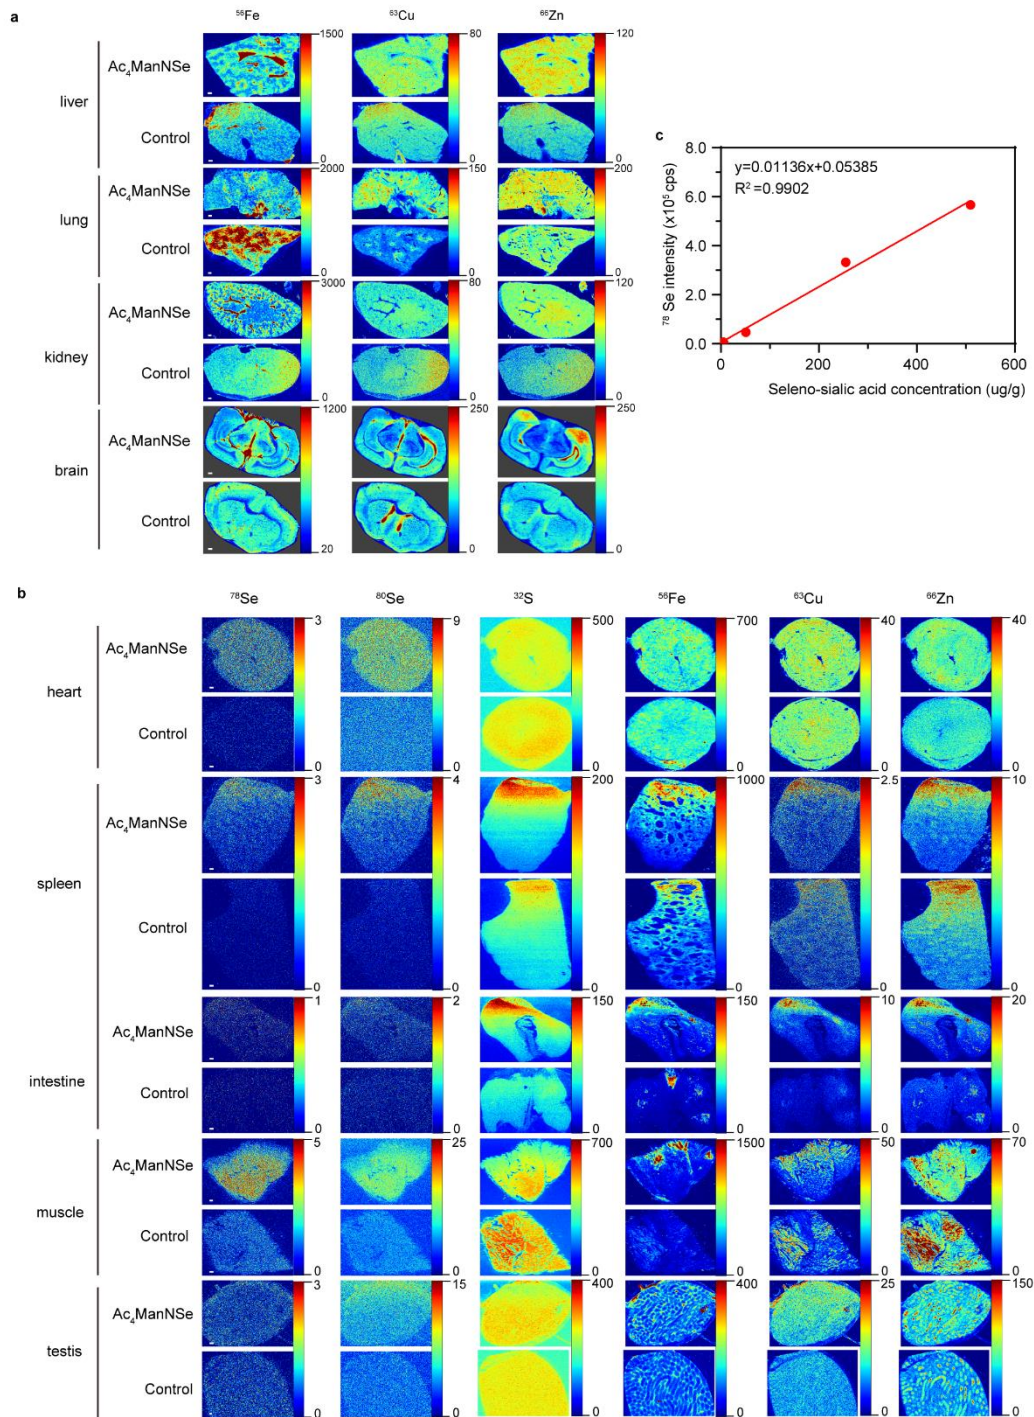 a
⁵⁶Fe ⁶³Cu ⁶⁶Zn
1500 80 120
Ac₄ManNSe
liver
Control
0 0 0
2000 150 200
Ac₄ManNSe
lung
Control
0 0 0
3000 80 120
Ac₄ManNSe
kidney
Control
0 0 0
1200 250 250
Ac₄ManNSe
brain
Control
20 0 0
c
8.0
6.0
4.0
2.0
0.0
y=0.01136x+0.05385
R²=0.9902
⁷⁸ Se intensity (x10⁵ cps)
0 200 400 600
Seleno-sialic acid concentration (ug/g)
b
⁷⁸Se ⁸⁰Se ³²S ⁵⁶Fe ⁶³Cu ⁶⁶Zn
3 9 500 700 40 40
Ac₄ManNSe
heart
Control
0 0 0 0 0 0
3 4 200 1000 2.5 10
Ac₄ManNSe
spleen
Control
0 0 0 0 0 0
1 2 150 150 10 20
Ac₄ManNSe
intestine
Control
0 0 0 0 0 0
5 25 700 1500 50 70
Ac₄ManNSe
muscle
Control
0 0 0 0 0 0
3 15 400 400 25 150
Ac₄ManNSe
testis
Control
0 0 0 0 0 0